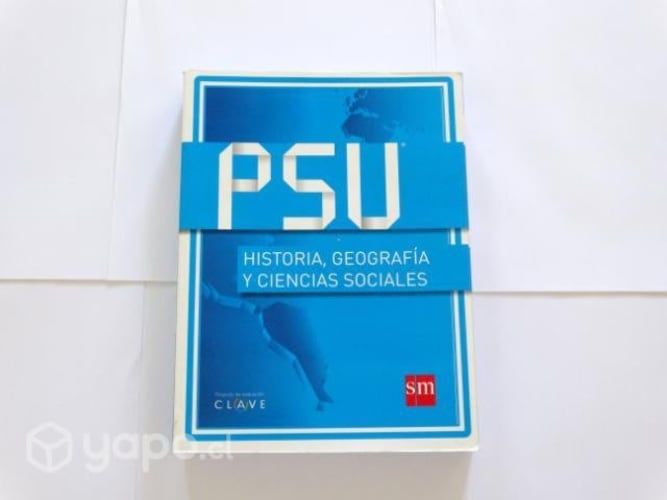 PSU
HISTORIA, GEOGRAFÍA
Y CIENCIAS SOCIALES
CLAVE
sm
yapo.cl